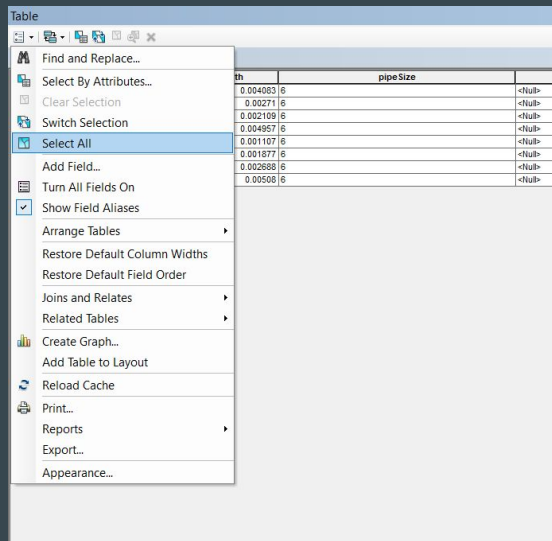 Table
Find and Replace...
Select By Attributes...
Clear Selection
Switch Selection
Select All
Add Field...
Turn All Fields On
Show Field Aliases
Arrange Tables
Restore Default Column Widths
Restore Default Field Order
Joins and Relates
Related Tables
Create Graph...
Add Table to Layout
Reload Cache
Print...
Reports
Export...
Appearance...
th pipeSize
0.004083 6 <Null>
0.00271 6 <Null>
0.002109 6 <Null>
0.004957 6 <Null>
0.001107 6 <Null>
0.001877 6 <Null>
0.002688 6 <Null>
0.00508 6 <Null>